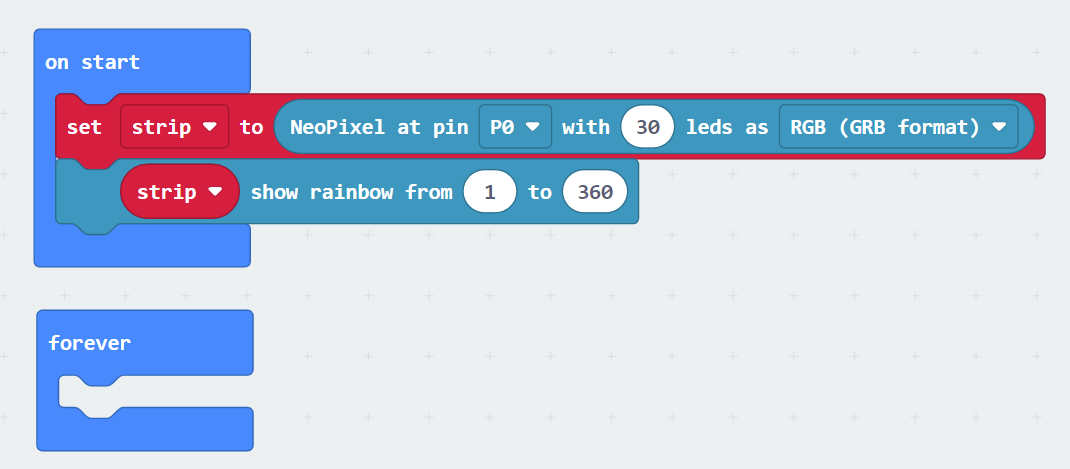 on start
set strip to NeoPixel at pin P0 with 30 leds as RGB (GRB format)
strip show rainbow from 1 to 360
forever